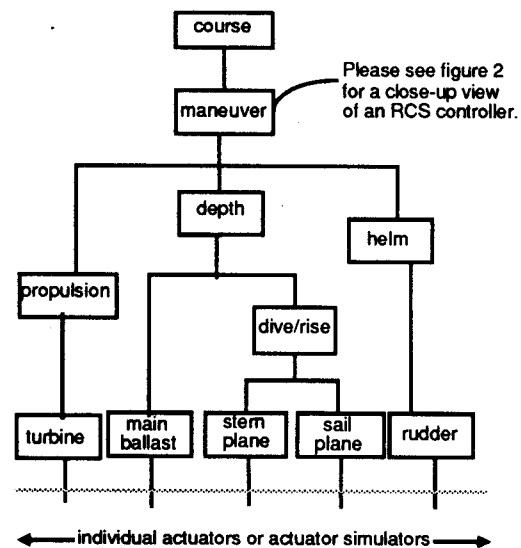 course
Please see figure 2
for a close-up view
of an RCS controller.
maneuver
depth
helm
propulsion
dive/rise
turbine
main
ballast
stern
plane
sail
plane
rudder
individual actuators or actuator simulators